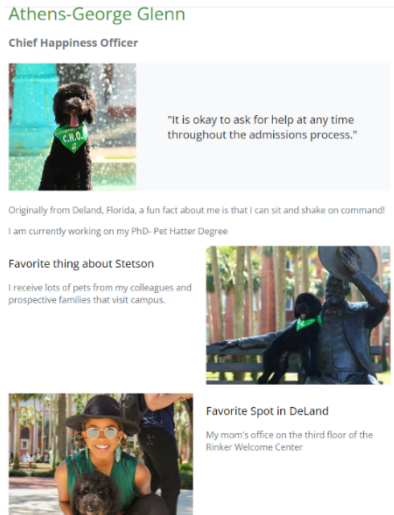 Athens-George Glenn
Chief Happiness Officer
C.H.O.
"It is okay to ask for help at any time
throughout the admissions process."
Originally from Deland, Florida, a fun fact about me is that I can sit and shake on command!
I am currently working on my PhD- Pet Hatter Degree
Favorite thing about Stetson
I receive lots of pets from my colleagues and
prospective families that visit campus.
Favorite Spot in DeLand
My mom's office on the third floor of the
Rinker Welcome Center